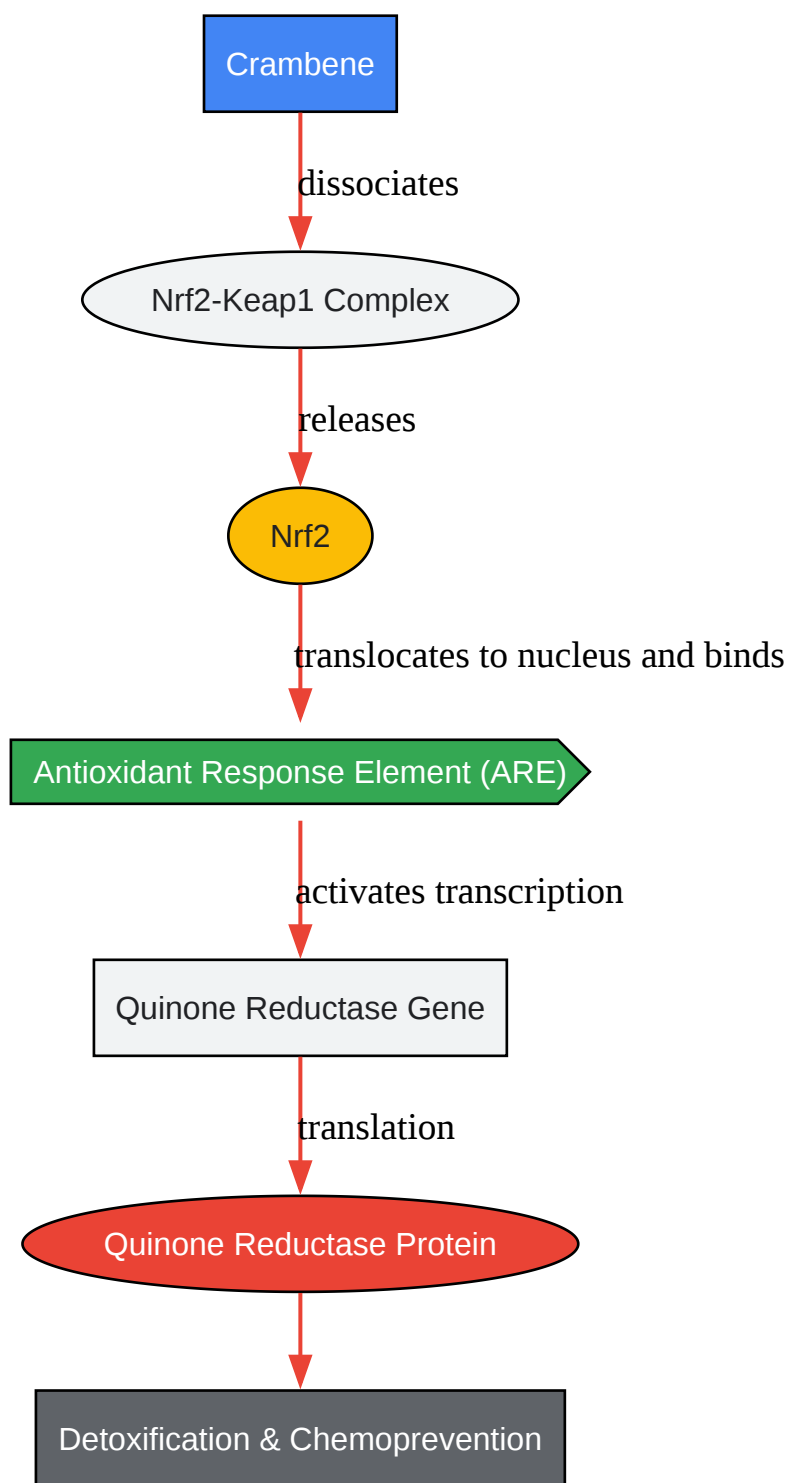 Crambene
dissociates
Nrf2-Keap1 Complex
releases
Nrf2
translocates to nucleus and binds
Antioxidant Response Element (ARE)
activates transcription
Quinone Reductase Gene
translation
Quinone Reductase Protein
Detoxification & Chemoprevention